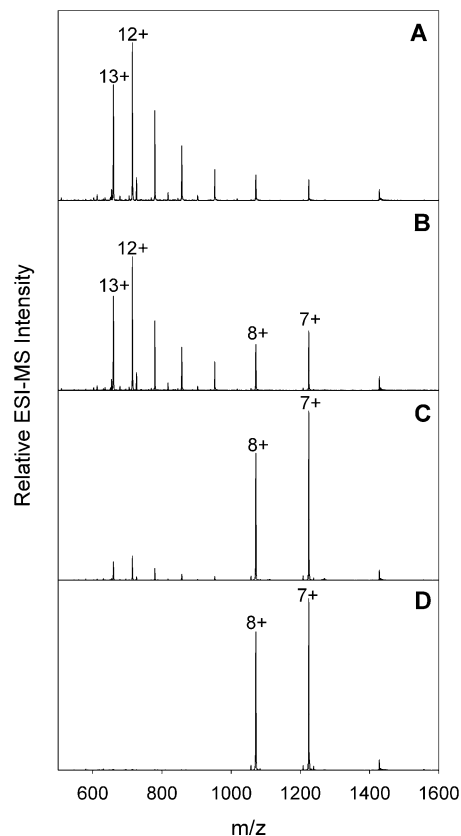 A
12+
13+
B
12+
13+
8+
7+
C
7+
8+
D
7+
8+
Relative ESI-MS Intensity
600 800 1000 1200 1400 1600
m/z